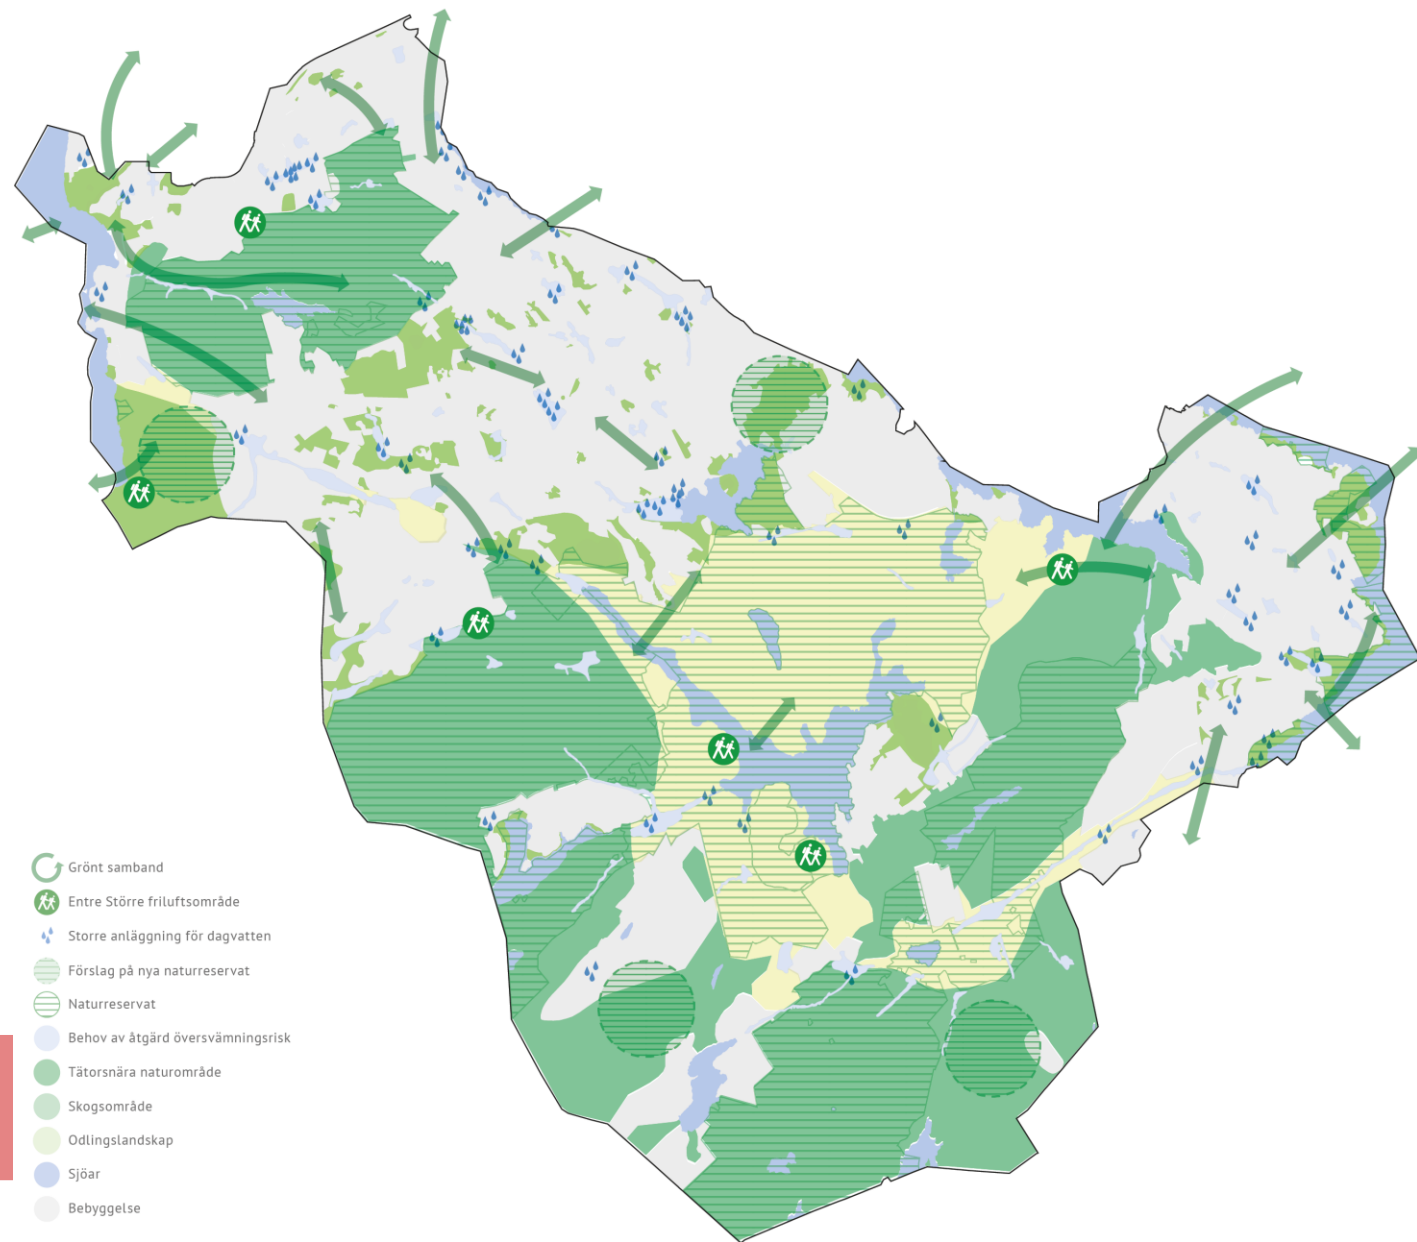 Grönt samband
Entre Större friluftsområde
Storre anläggning för dagvatten
Förslag på nya naturreservat
Naturreservat
Behov av åtgärd översvämningsrisk
Tätorsnära naturområde
Skogsområde
Odlingslandskap
Sjöar
Bebyggelse